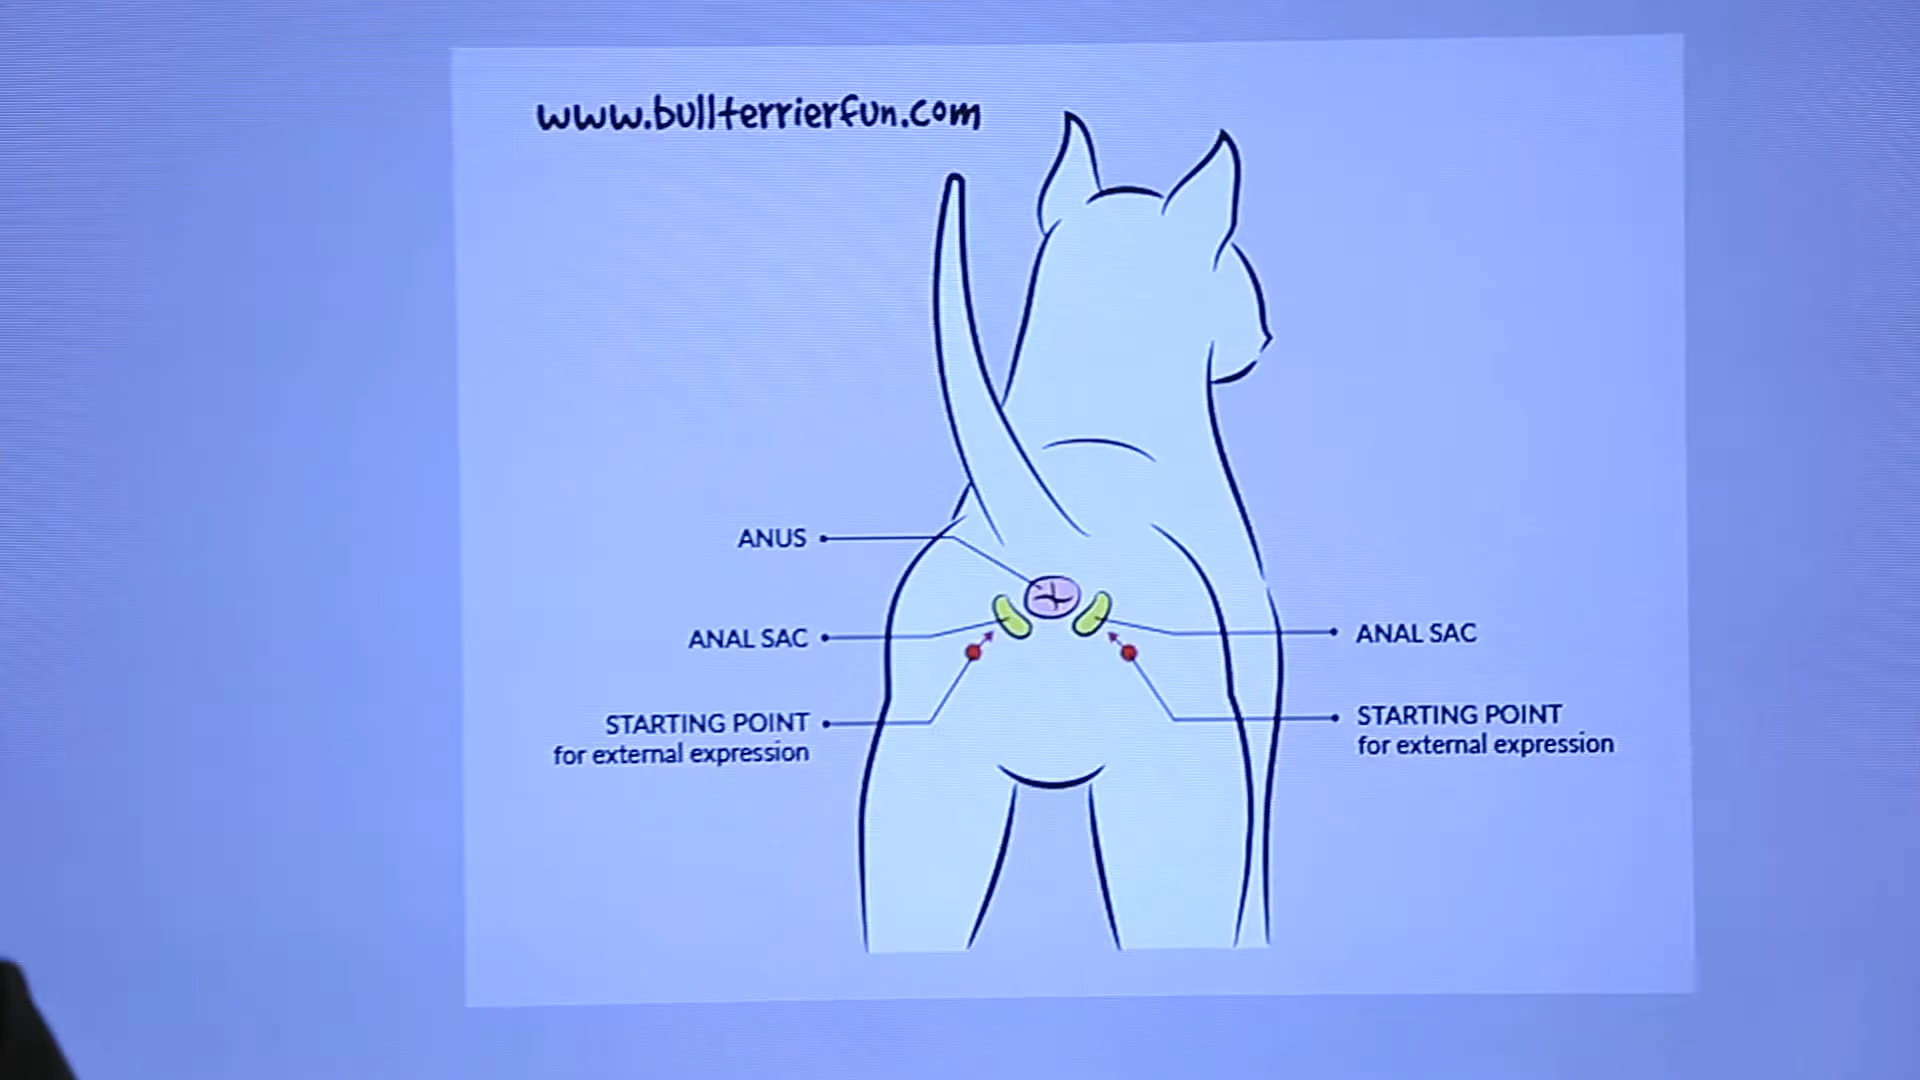 www.bullterrierfun.com
ANUS
ANAL SAC
ANAL SAC
STARTING POINT
for external expression
STARTING POINT
for external expression